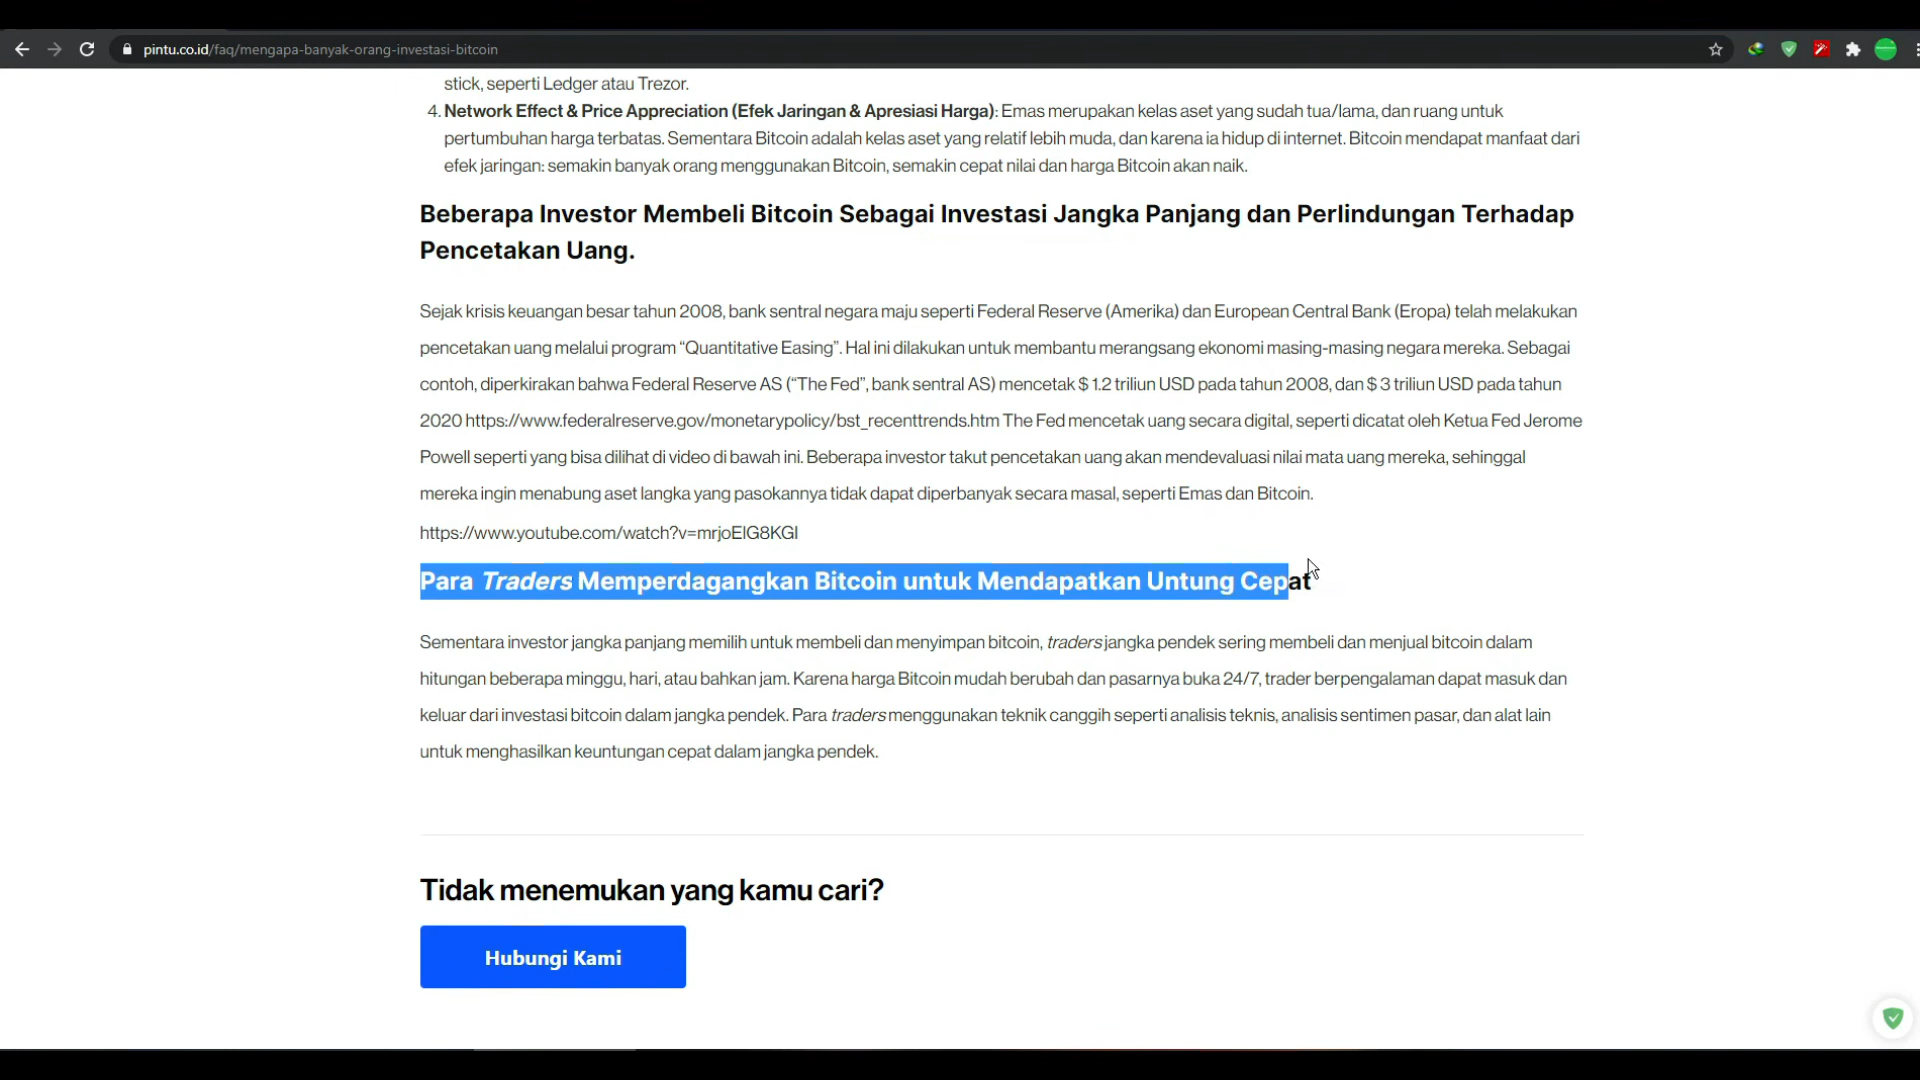 pintu.co.id/faq/mengapa-banyak-orang-investasi-bitcoin
stick, seperti Ledger atau Trezor.
4. Network Effect & Price Appreciation (Efek Jaringan & Apresiasi Harga): Emas merupakan kelas aset yang sudah tua/lama, dan ruang untuk
pertumbuhan harga terbatas. Sementara Bitcoin adalah kelas aset yang relatif lebih muda, dan karena ia hidup di internet. Bitcoin mendapat manfaat dari
efek jaringan: semakin banyak orang menggunakan Bitcoin, semakin cepat nilai dan harga Bitcoin akan naik.
Beberapa Investor Membeli Bitcoin Sebagai Investasi Jangka Panjang dan Perlindungan Terhadap
Pencetakan Uang.
Sejak krisis keuangan besar tahun 2008, bank sentral negara maju seperti Federal Reserve (Amerika) dan European Central Bank (Eropa) telah melakukan
pencetakan uang melalui program “Quantitative Easing”. Hal ini dilakukan untuk membantu merangsang ekonomi masing-masing negara mereka. Sebagai
contoh, diperkirakan bahwa Federal Reserve AS (“The Fed”, bank sentral AS) mencetak $ 1.2 triliun USD pada tahun 2008, dan $ 3 triliun USD pada tahun
2020 https://www.federalreserve.gov/monetarypolicy/bst_recenttrends.htm The Fed mencetak uang secara digital, seperti dicatat oleh Ketua Fed Jerome
Powell seperti yang bisa dilihat di video di bawah ini. Beberapa investor takut pencetakan uang akan mendevaluasi nilai mata uang mereka, sehinggal
mereka ingin menabung aset langka yang pasokannya tidak dapat diperbanyak secara masal, seperti Emas dan Bitcoin.
https://www.youtube.com/watch?v=mrjoEIG8KGI
Para Traders Memperdagangkan Bitcoin untuk Mendapatkan Untung Cepat
Sementara investor jangka panjang memilih untuk membeli dan menyimpan bitcoin, traders jangka pendek sering membeli dan menjual bitcoin dalam
hitungan beberapa minggu, hari, atau bahkan jam. Karena harga Bitcoin mudah berubah dan pasarnya buka 24/7, trader berpengalaman dapat masuk dan
keluar dari investasi bitcoin dalam jangka pendek. Para traders menggunakan teknik canggih seperti analisis teknis, analisis sentimen pasar, dan alat lain
untuk menghasilkan keuntungan cepat dalam jangka pendek.
Tidak menemukan yang kamu cari?
Hubungi Kami